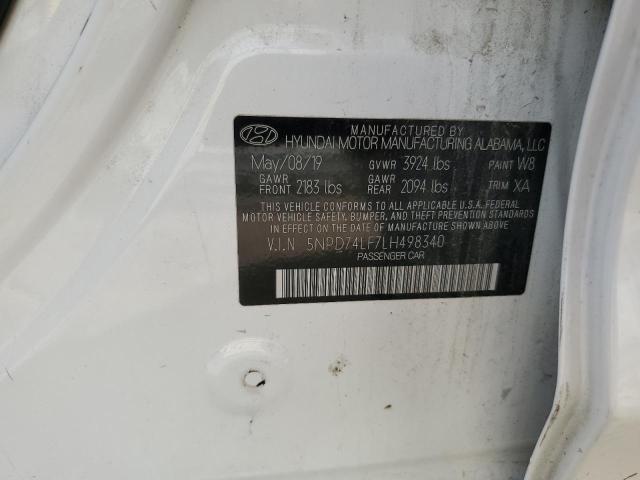 MANUFACTURED BY
HYUNDAI MOTOR MANUFACTURING ALABAMA, LLC
May/08/19 GVWR 3924 lbs PAINT W8
GAWR FRONT 2183 lbs GAWR REAR 2094 lbs TRIM XA
THIS VEHICLE CONFORMS TO ALL APPLICABLE U.S.A. FEDERAL
MOTOR VEHICLE SAFETY, BUMPER, AND THEFT PREVENTION STANDARDS
IN EFFECT ON THE DATE OF MANUFACTURE SHOWN ABOVE
V.I.N 5NPD74LF7LH498340
PASSENGER CAR